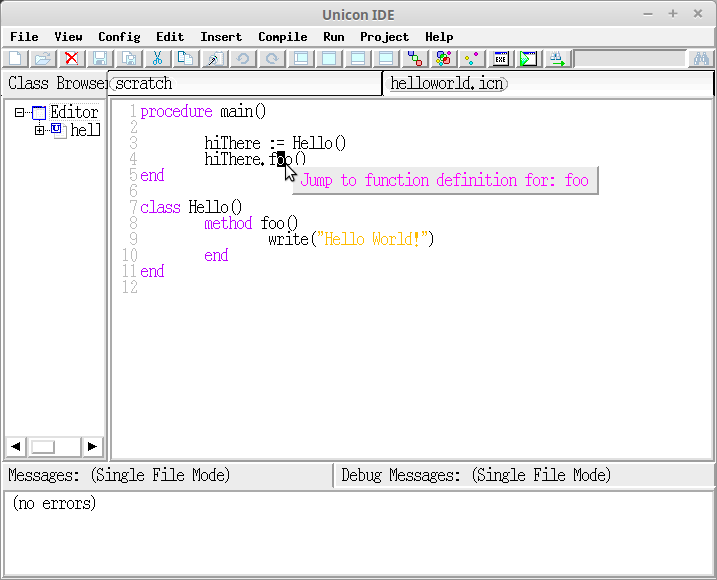 Unicon IDE
File View Config Edit Insert Compile Run Project Help
EXE
Class Browser scratch helloworld.icn
Editor
hell
1 procedure main()
2
3 hiThere := Hello()
4 hiThere.foo()
Jump to function definition for: foo
5 end
6
7 class Hello()
8 method foo()
9 write("Hello World!")
10 end
11 end
12
Messages: (Single File Mode) Debug Messages: (Single File Mode)
(no errors)